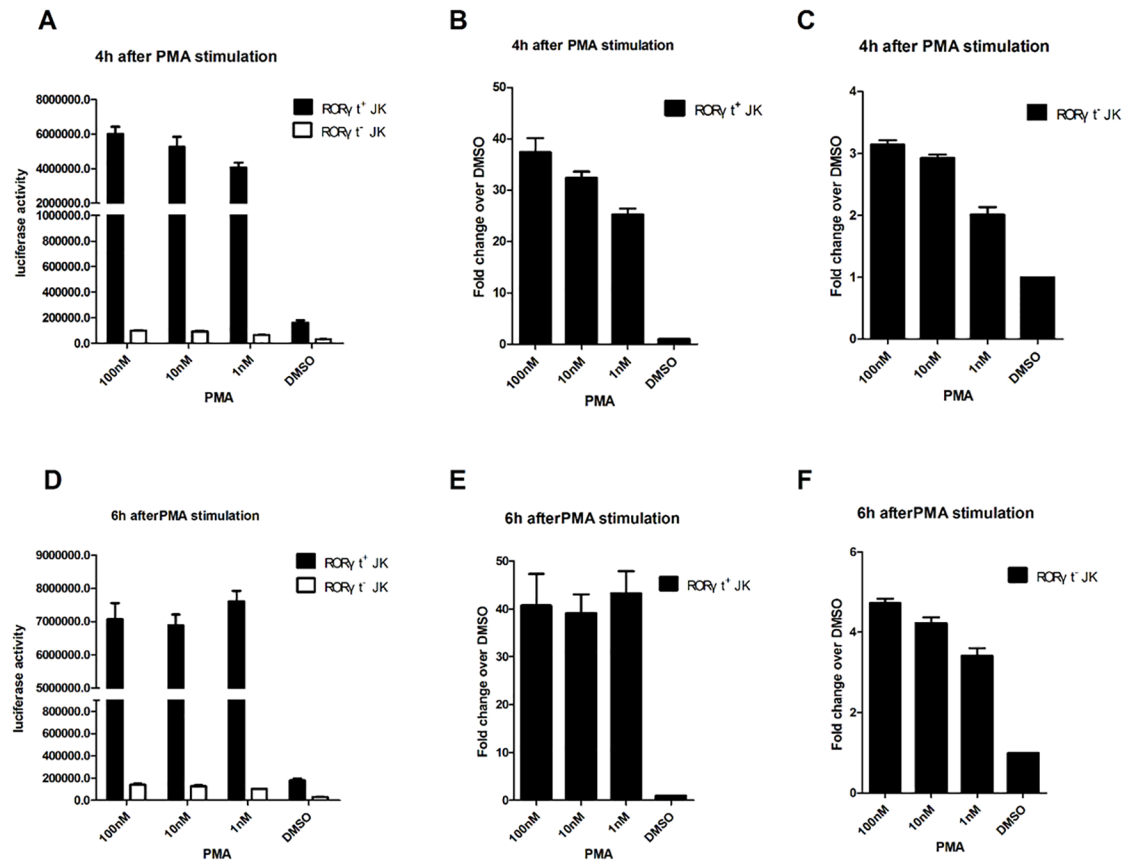 A
4h after PMA stimulation
RORγ t+ JK
RORγ t- JK
luciferase activity
8000000.0
6000000.0
4000000.0
2000000.0
1000000.0
800000.0
600000.0
400000.0
200000.0
0.0
100nM
10nM
1nM
DMSO
PMA
B
4h after PMA stimulation
RORγ t+ JK
Fold change over DMSO
50
40
30
20
10
0
100nM
10nM
1nM
DMSO
PMA
C
4h after PMA stimulation
RORγ t- JK
Fold change over DMSO
4
3
2
1
0
100nM
10nM
1nM
DMSO
PMA
D
6h afterPMA stimulation
RORγ t+ JK
RORγ t- JK
luciferase activity
9000000.0
8000000.0
7000000.0
6000000.0
5000000.0
800000.0
600000.0
400000.0
200000.0
0.0
100nM
10nM
1nM
DMSO
PMA
E
6h afterPMA stimulation
RORγ t+ JK
Fold change over DMSO
50
40
30
20
10
0
100nM
10nM
1nM
DMSO
PMA
F
6h afterPMA stimulation
RORγ t- JK
Fold change over DMSO
6
4
2
0
100nM
10nM
1nM
DMSO
PMA